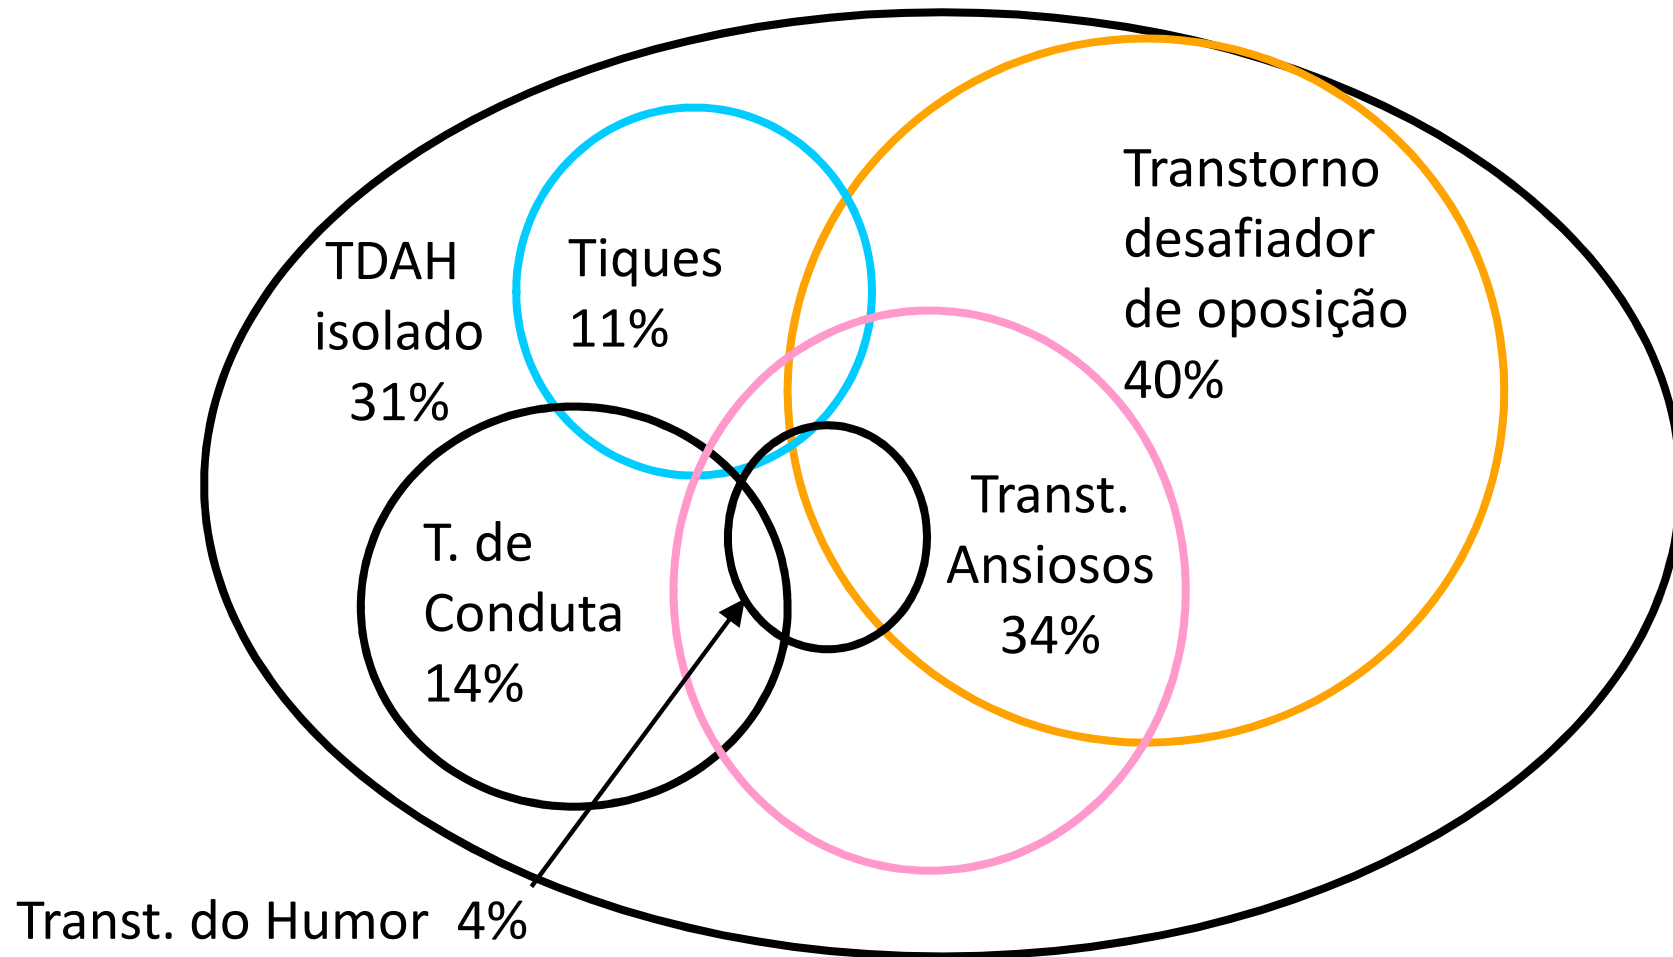 TDAH
isolado
31%
Tiques
11%
Transtorno
desafiador
de oposição
40%
T. de
Conduta
14%
Transt.
Ansiosos
34%
Transt. do Humor 4%